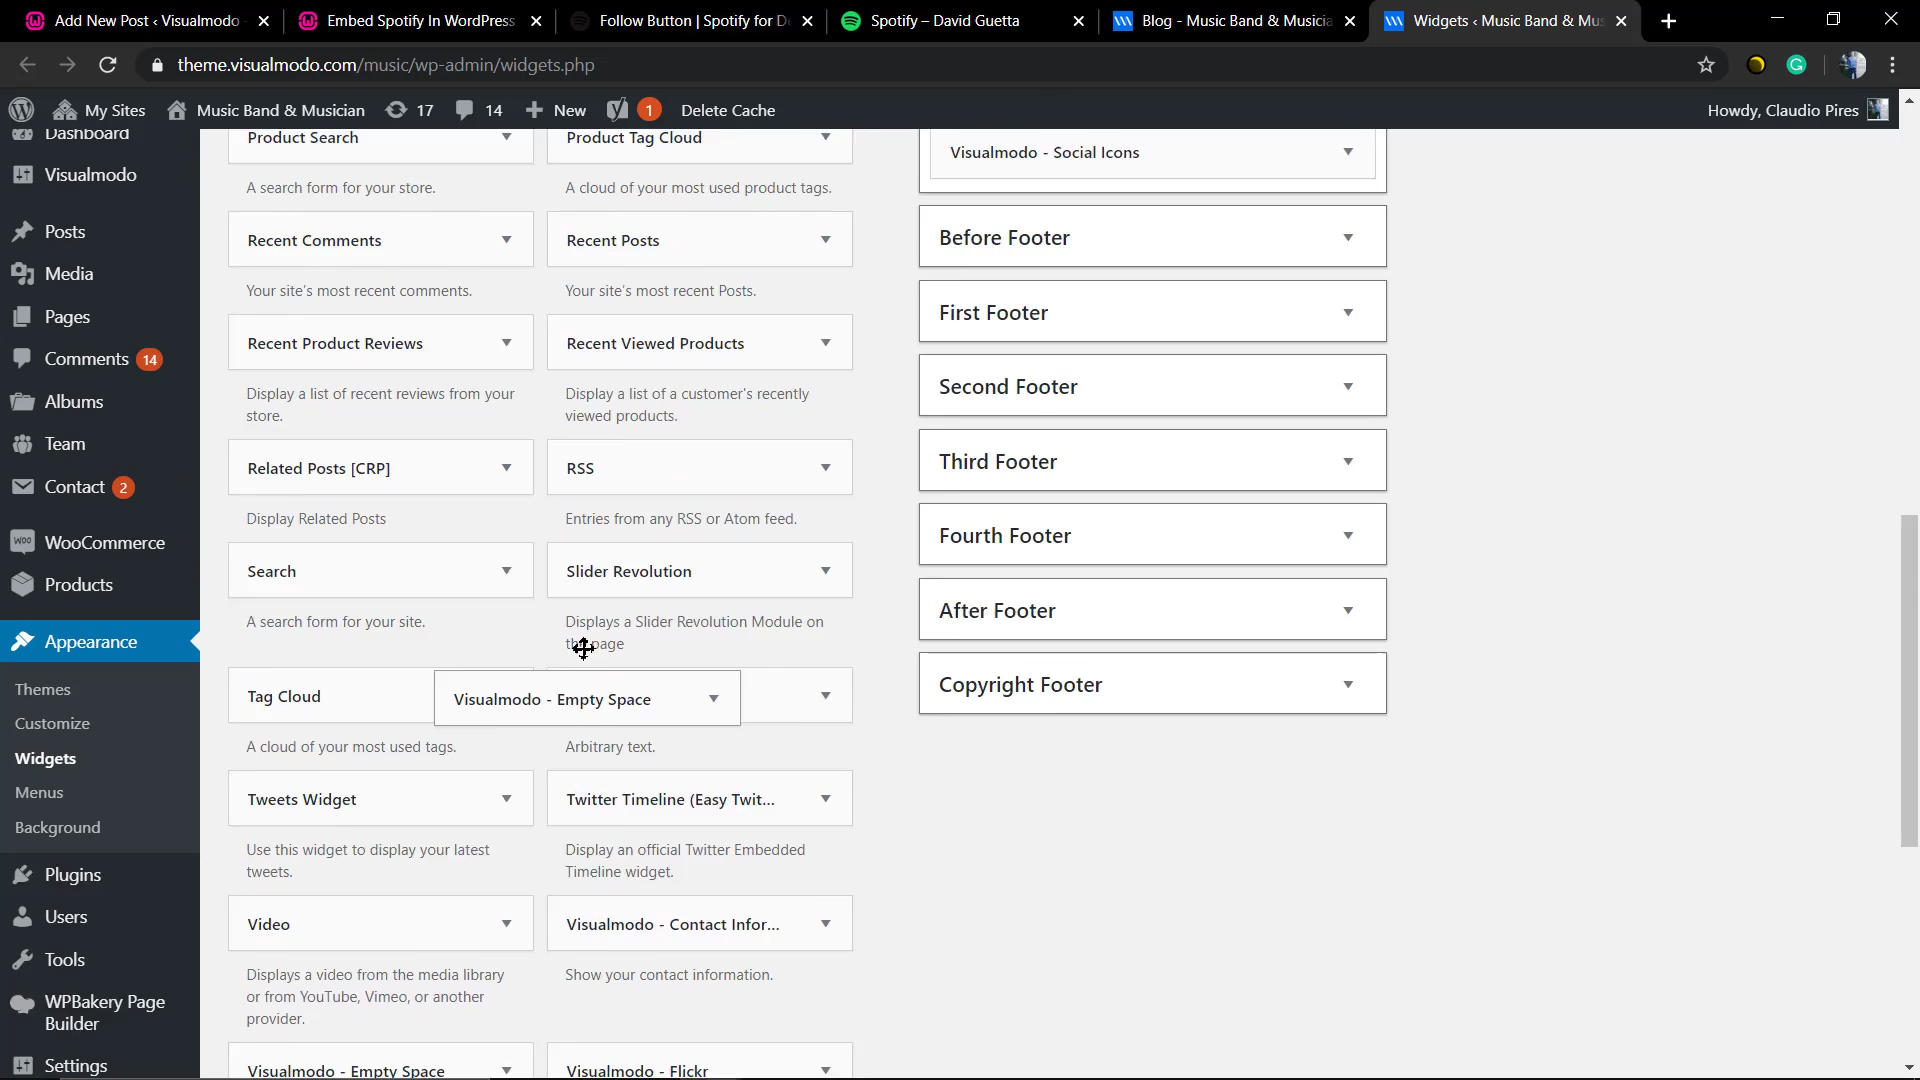 Add New Post ‹ Visualmodo
Embed Spotify In WordPress
Follow Button | Spotify for De
Spotify – David Guetta
Blog - Music Band & Musicia
Widgets ‹ Music Band & Mus
theme.visualmodo.com/music/wp-admin/widgets.php
My Sites
Music Band & Musician
17
14
New
1
Delete Cache
Howdy, Claudio Pires
Dashboard
Visualmodo
Posts
Media
Pages
Comments 14
Albums
Team
Contact 2
WooCommerce
Products
Appearance
Themes
Customize
Widgets
Menus
Background
Plugins
Users
Tools
WPBakery Page
Builder
Settings
Product Search
A search form for your store.
Product Tag Cloud
A cloud of your most used product tags.
Recent Comments
Your site's most recent comments.
Recent Posts
Your site's most recent Posts.
Recent Product Reviews
Display a list of recent reviews from your
store.
Recent Viewed Products
Display a list of a customer's recently
viewed products.
Related Posts [CRP]
Display Related Posts
RSS
Entries from any RSS or Atom feed.
Search
A search form for your site.
Slider Revolution
Displays a Slider Revolution Module on
page
Tag Cloud
A cloud of your most used tags.
Visualmodo - Empty Space
Arbitrary text.
Tweets Widget
Use this widget to display your latest
tweets.
Twitter Timeline (Easy Twit...
Display an official Twitter Embedded
Timeline widget.
Video
Displays a video from the media library
or from YouTube, Vimeo, or another
provider.
Visualmodo - Contact Infor...
Show your contact information.
Visualmodo - Empty Space
Visualmodo - Flickr
Visualmodo - Social Icons
Before Footer
First Footer
Second Footer
Third Footer
Fourth Footer
After Footer
Copyright Footer